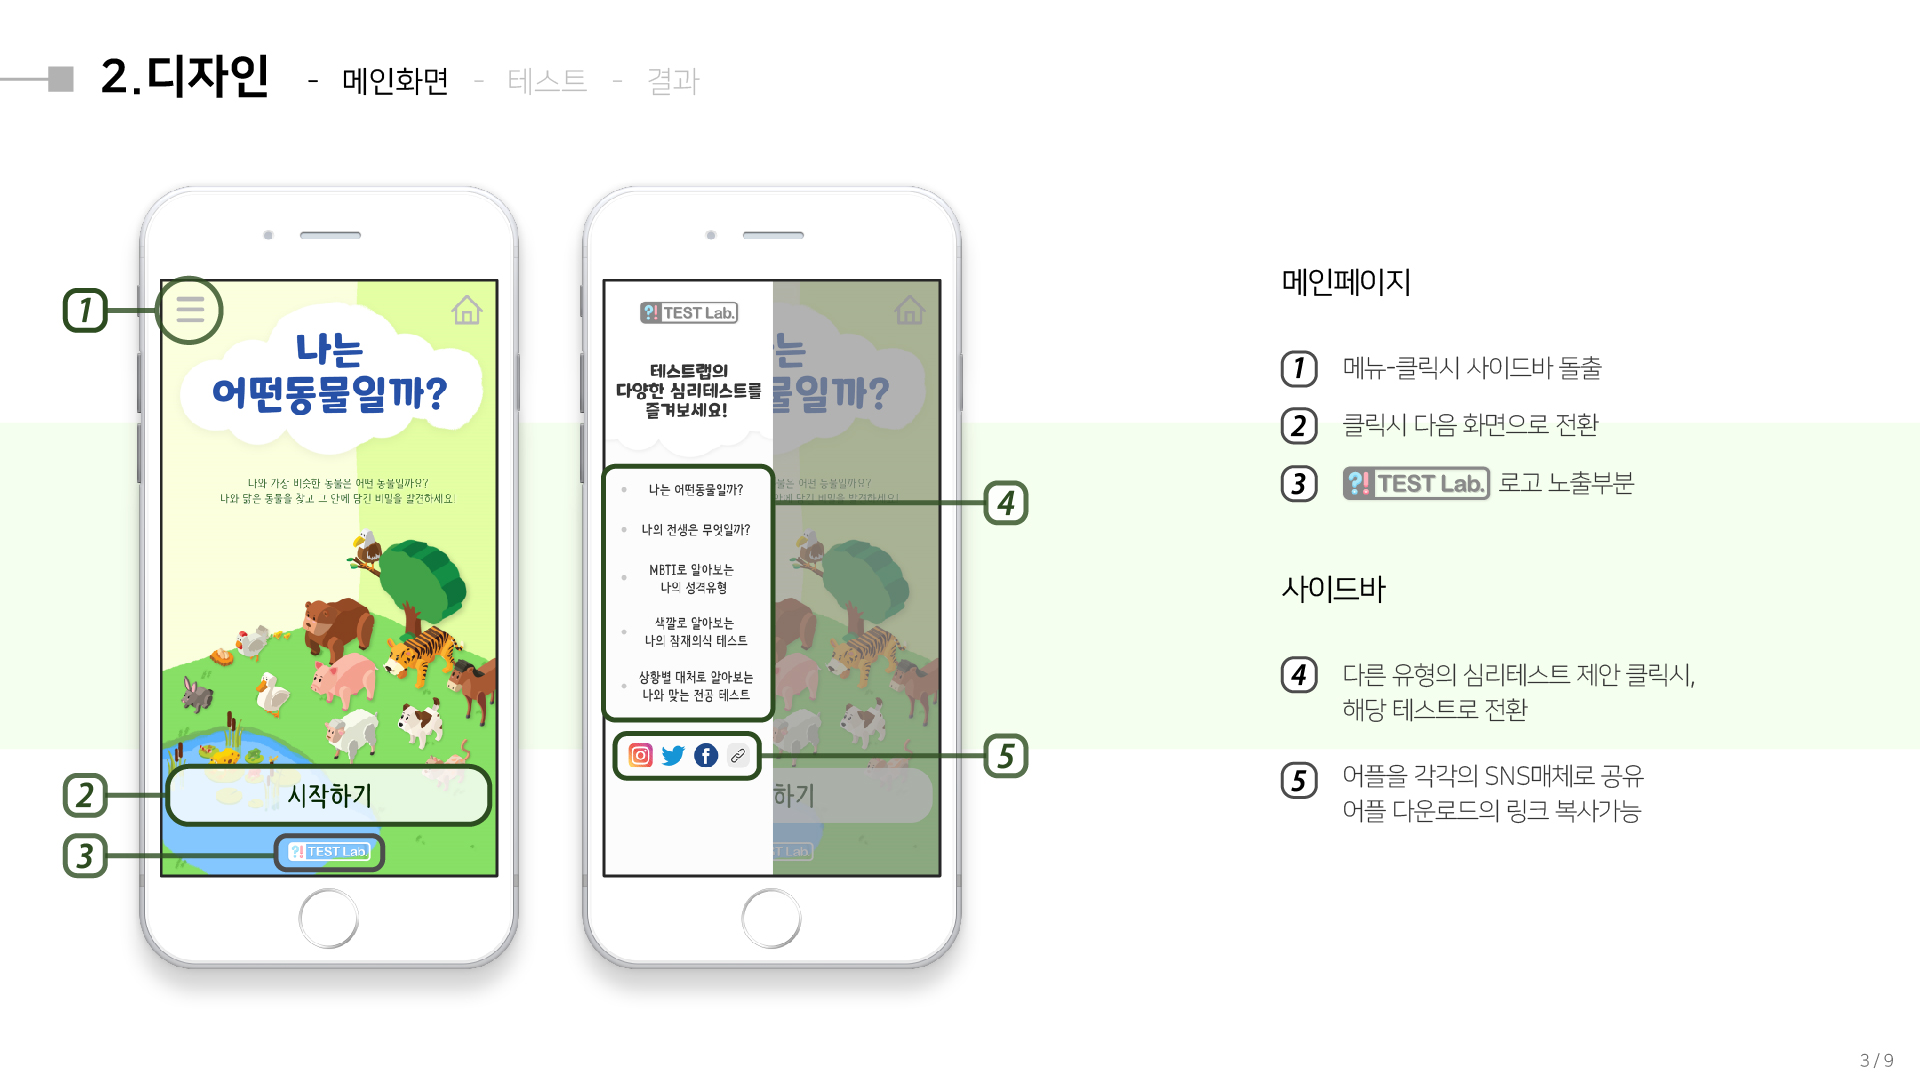 2.디자인 - 메인화면 - 테스트 - 결과
1
나는
어떤동물일까?
나와 가장 비슷한 동물은 어떤 동물일까요?
나와 닮은 동물을 찾고 그 안에 담긴 비밀을 발견하세요!
2
시작하기
3
?! TEST Lab.
?! TEST Lab.
테스트랩의
다양한 심리테스트를
즐겨보세요!
나는 어떤동물일까?
나의 전생은 무엇일까?
MBTI로 알아보는
나의 성격유형
색깔로 알아보는
나의 잠재의식 테스트
상황별 대처로 알아보는
나와 맞는 전공 테스트
는
물일까?
하기
T Lab.
4
5
메인페이지
1 메뉴-클릭시 사이드바 돌출
2 클릭시 다음 화면으로 전환
3 ?! TEST Lab. 로고 노출부분
사이드바
4 다른 유형의 심리테스트 제안 클릭시,
해당 테스트로 전환
5 어플을 각각의 SNS매체로 공유
어플 다운로드의 링크 복사가능
3 / 9